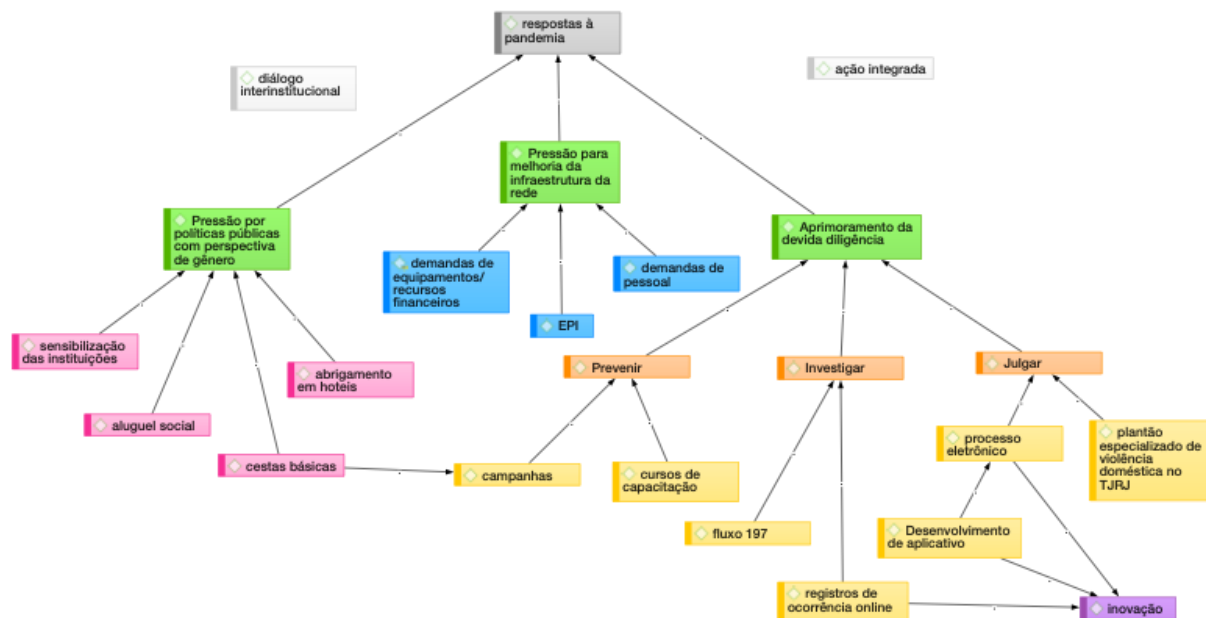 respostas à
pandemia
diálogo
interinstitucional
ação integrada
Pressão para
melhoria da
infraestrutura da
rede
Pressão por
políticas públicas
com perspectiva
de gênero
Aprimoramento da
devida diligência
demandas de
equipamentos/
recursos
financeiros
demandas de
pessoal
EPI
sensibilização
das instituições
abrigamento
em hoteis
Prevenir
Investigar
Julgar
aluguel social
cestas básicas
campanhas
cursos de
capacitação
processo
eletrônico
plantão
especializado de
violência
doméstica no
TJRJ
fluxo 197
Desenvolvimento
de aplicativo
registros de
ocorrência online
inovação